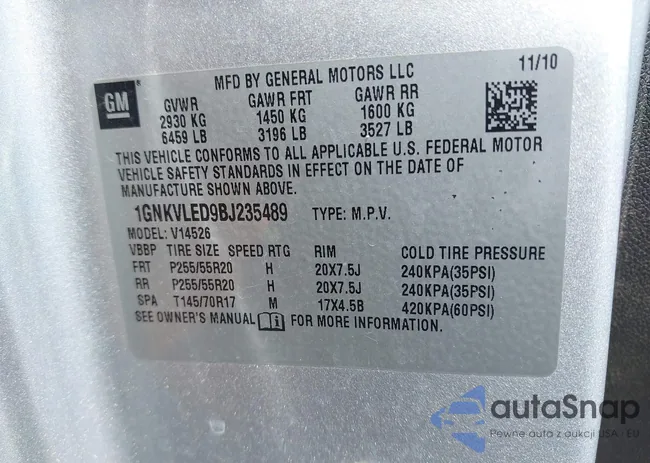 MFD BY GENERAL MOTORS LLC 11/10
GM
GVWR GAWR FRT GAWR RR
2930 KG 1450 KG 1600 KG
6459 LB 3196 LB 3527 LB
THIS VEHICLE CONFORMS TO ALL APPLICABLE U.S. FEDERAL MOTOR
VEHICLE SAFETY STANDARDS IN EFFECT ON THE DATE OF
MANUFACTURE SHOWN ABOVE.
1GNKVLED9BJ235489 TYPE: M.P.V.
MODEL: V14526
VBBP TIRE SIZE SPEED RTG RIM COLD TIRE PRESSURE
FRT P255/55R20 H 20X7.5J 240KPA(35PSI)
RR P255/55R20 H 20X7.5J 240KPA(35PSI)
SPA T145/70R17 M 17X4.5B 420KPA(60PSI)
SEE OWNER'S MANUAL FOR MORE INFORMATION.
autaSnap
Pewne auta z aukcji USA - EU